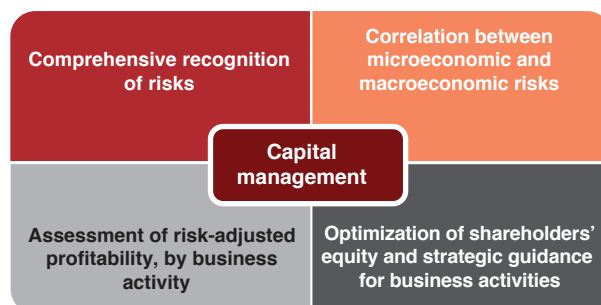 Comprehensive recognition
of risks
Correlation between
microeconomic and
macroeconomic risks
Capital
management
Assessment of risk-adjusted
profitability, by business
activity
Optimization of shareholders’
equity and strategic guidance
for business activities